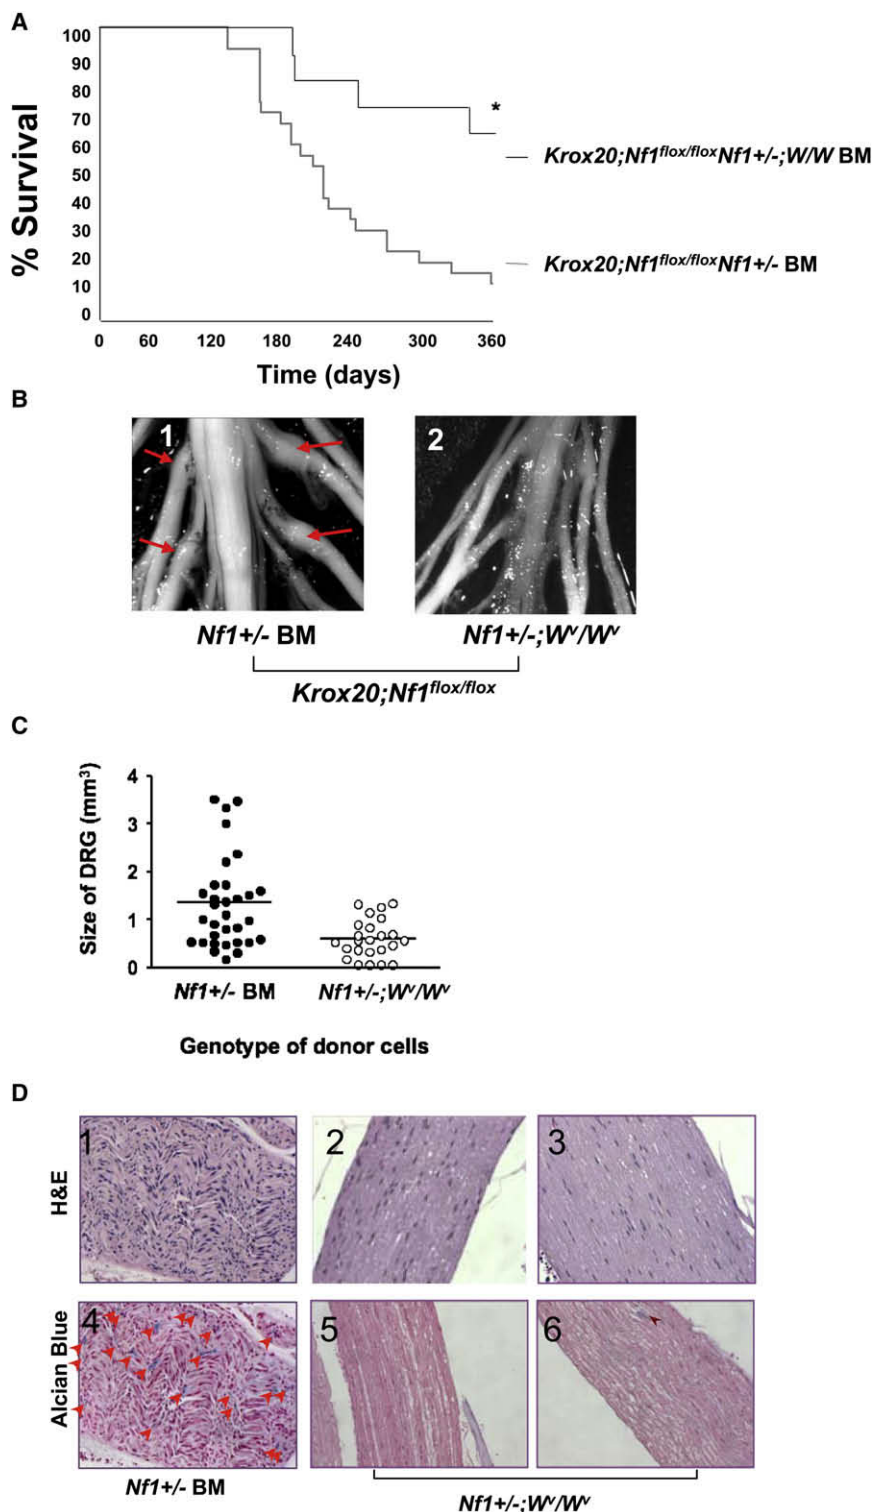 A
% Survival
100
90
80
70
60
50
40
30
20
10
0
0 60 120 180 240 300 360
Time (days)
*
Krox20;Nf1flox/floxNf1+/-;W/W BM
Krox20;Nf1flox/floxNf1+/- BM
B
1
2
Nf1+/- BM
Nf1+/-;Wv/Wv
Krox20;Nf1flox/flox
C
Size of DRG (mm3)
4
3
2
1
0
Nf1+/- BM
Nf1+/-;Wv/Wv
Genotype of donor cells
D
H&E
1
2
3
Alcian Blue
4
5
6
Nf1+/- BM
Nf1+/-;Wv/Wv